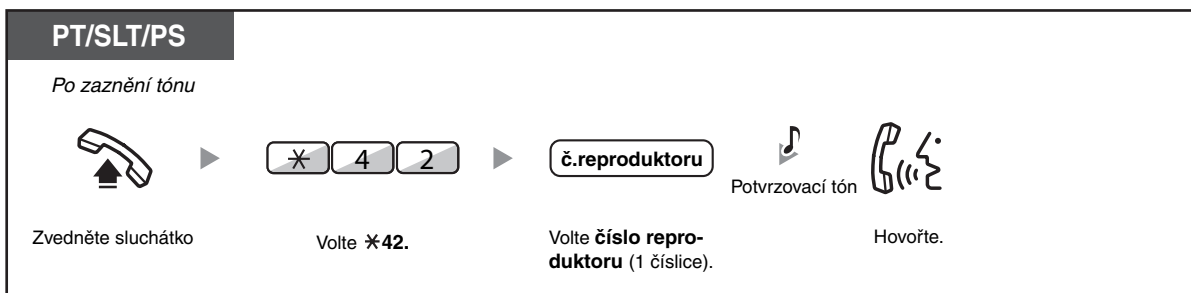 PT/SLT/PS
Po zaznění tónu
* 4 2
č.reproduktoru
Potvrzovací tón
Zvedněte sluchátko
Volte *42.
Volte číslo repro-
duktoru (1 číslice).
Hovořte.